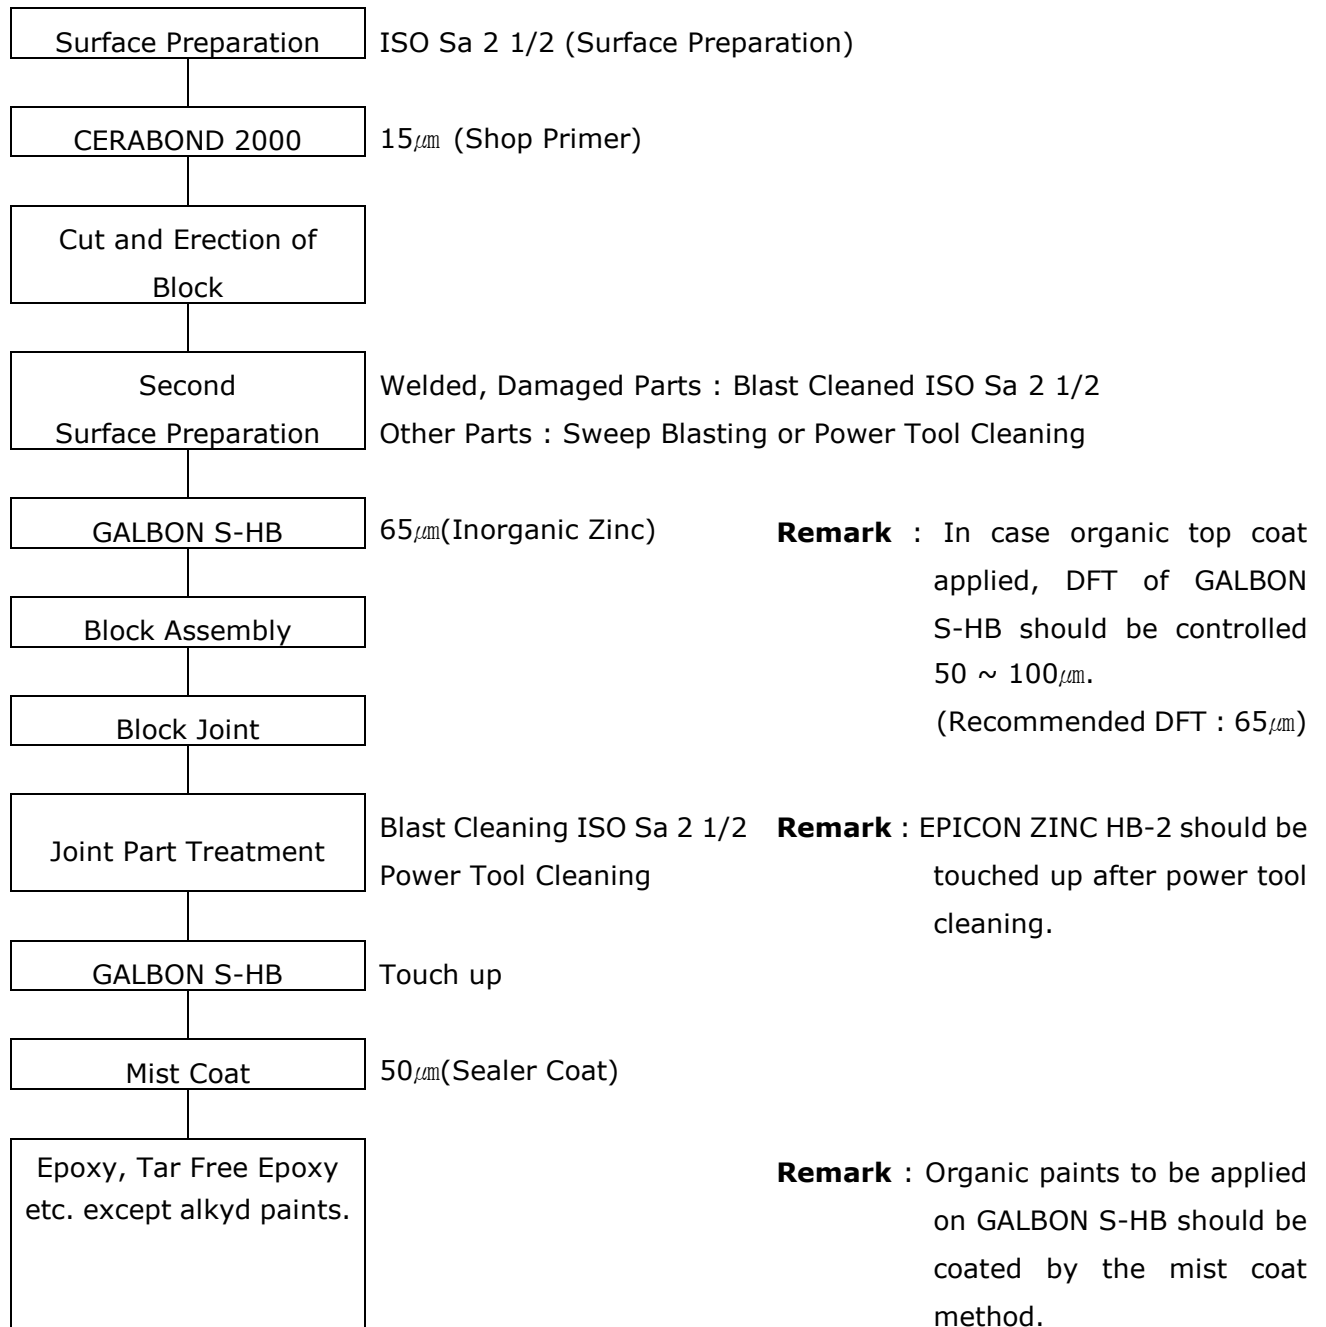 Surface Preparation
ISO Sa 2 1/2 (Surface Preparation)
CERABOND 2000
15㎛ (Shop Primer)
Cut and Erection of
Block
Second
Surface Preparation
Welded, Damaged Parts : Blast Cleaned ISO Sa 2 1/2
Other Parts : Sweep Blasting or Power Tool Cleaning
GALBON S-HB
65㎛(Inorganic Zinc)
Remark : In case organic top coat
applied, DFT of GALBON
S-HB should be controlled
50 ~ 100㎛.
(Recommended DFT : 65㎛)
Block Assembly
Block Joint
Joint Part Treatment
Blast Cleaning ISO Sa 2 1/2
Power Tool Cleaning
Remark : EPICON ZINC HB-2 should be
touched up after power tool
cleaning.
GALBON S-HB
Touch up
Mist Coat
50㎛(Sealer Coat)
Epoxy, Tar Free Epoxy
etc. except alkyd paints.
Remark : Organic paints to be applied
on GALBON S-HB should be
coated by the mist coat
method.